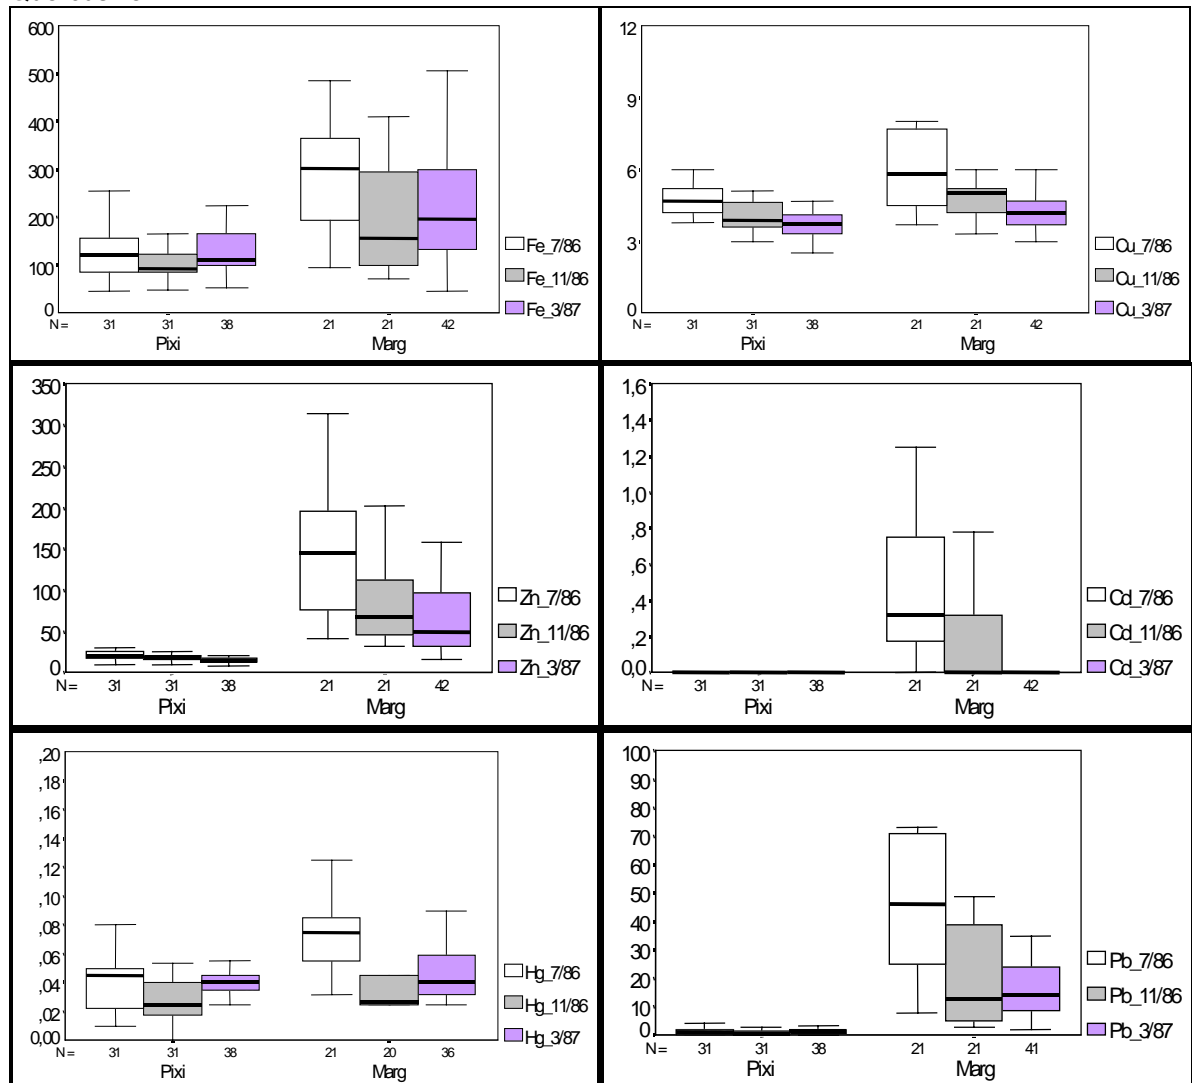 600
500
400
300
200
100
0
N = 31 31 38 21 21 42
Pixi Marg
Fe_7/86
Fe_11/86
Fe_3/87
12
9
6
3
0
N = 31 31 38 21 21 42
Pixi Marg
Cu_7/86
Cu_11/86
Cu_3/87
350
300
250
200
150
100
50
0
N = 31 31 38 21 21 42
Pixi Marg
Zn_7/86
Zn_11/86
Zn_3/87
1,6
1,4
1,2
1,0
,8
,6
,4
,2
0,0
N = 31 31 38 21 21 42
Pixi Marg
Cd_7/86
Cd_11/86
Cd_3/87
,20
,18
,16
,14
,12
,10
,08
,06
,04
,02
0,00
N = 31 31 38 21 20 36
Pixi Marg
Hg_7/86
Hg_11/86
Hg_3/87
100
90
80
70
60
50
40
30
20
10
0
N = 31 31 38 21 21 41
Pixi Marg
Pb_7/86
Pb_11/86
Pb_3/87